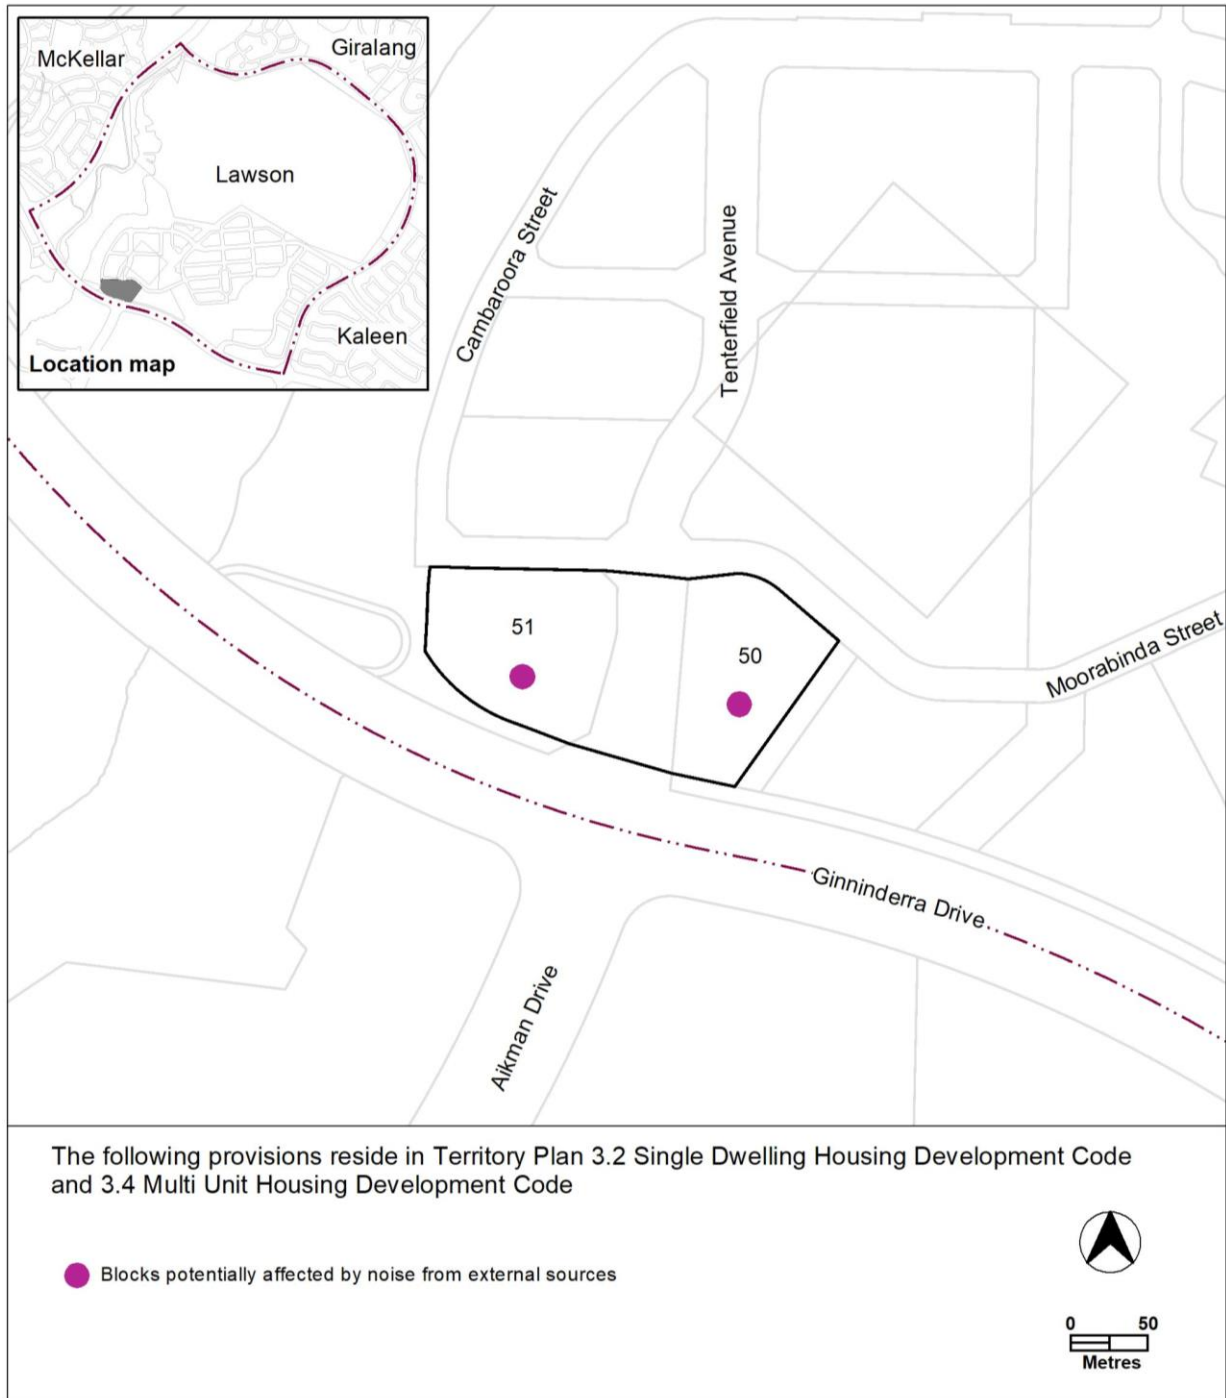 McKellar
Giralang
Lawson
Kaleen
Location map
Cambaroora Street
Tenterfield Avenue
51
50
Moorabinda Street
Ginninderra Drive
Aikman Drive
The following provisions reside in Territory Plan 3.2 Single Dwelling Housing Development Code
and 3.4 Multi Unit Housing Development Code
Blocks potentially affected by noise from external sources
0 50
Metres